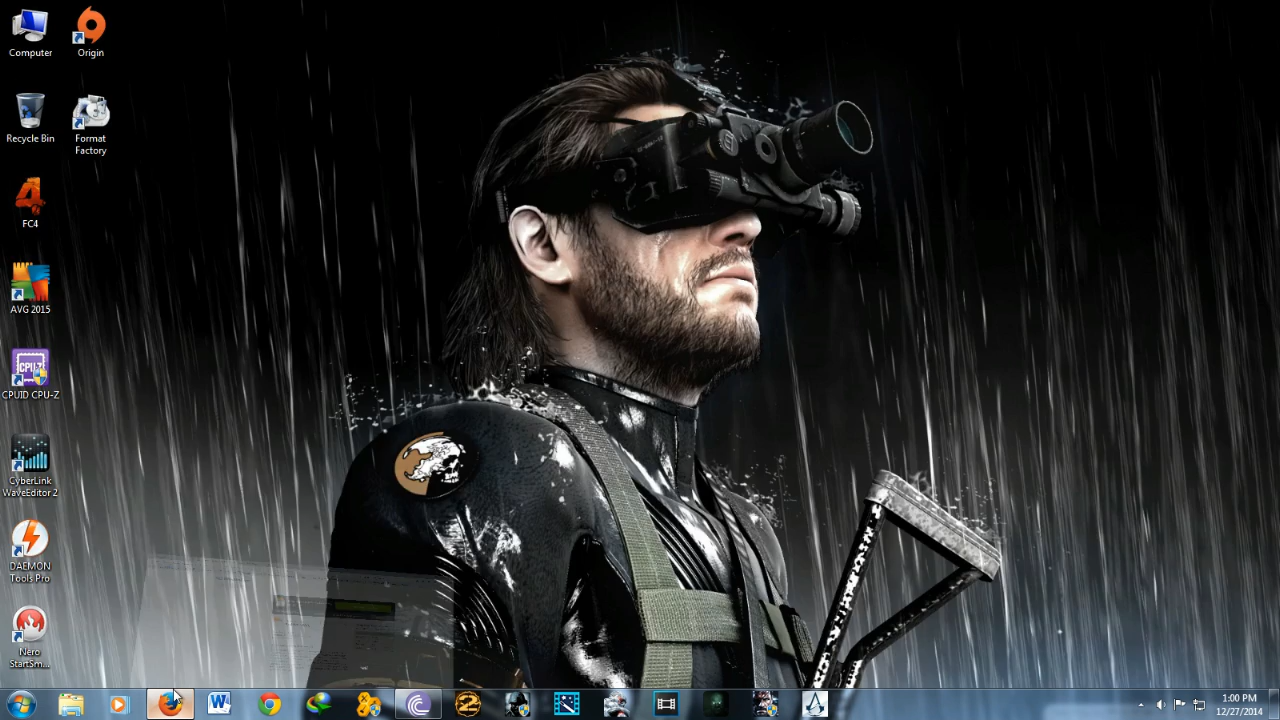 Computer
Origin
Recycle Bin
Format
Factory
FC4
AVG 2015
CPU-Z
CPUID CPU-Z
CyberLink
WaveEditor 2
DAEMON
Tools Pro
Nero
StartSm...
1:00 PM
12/27/2014